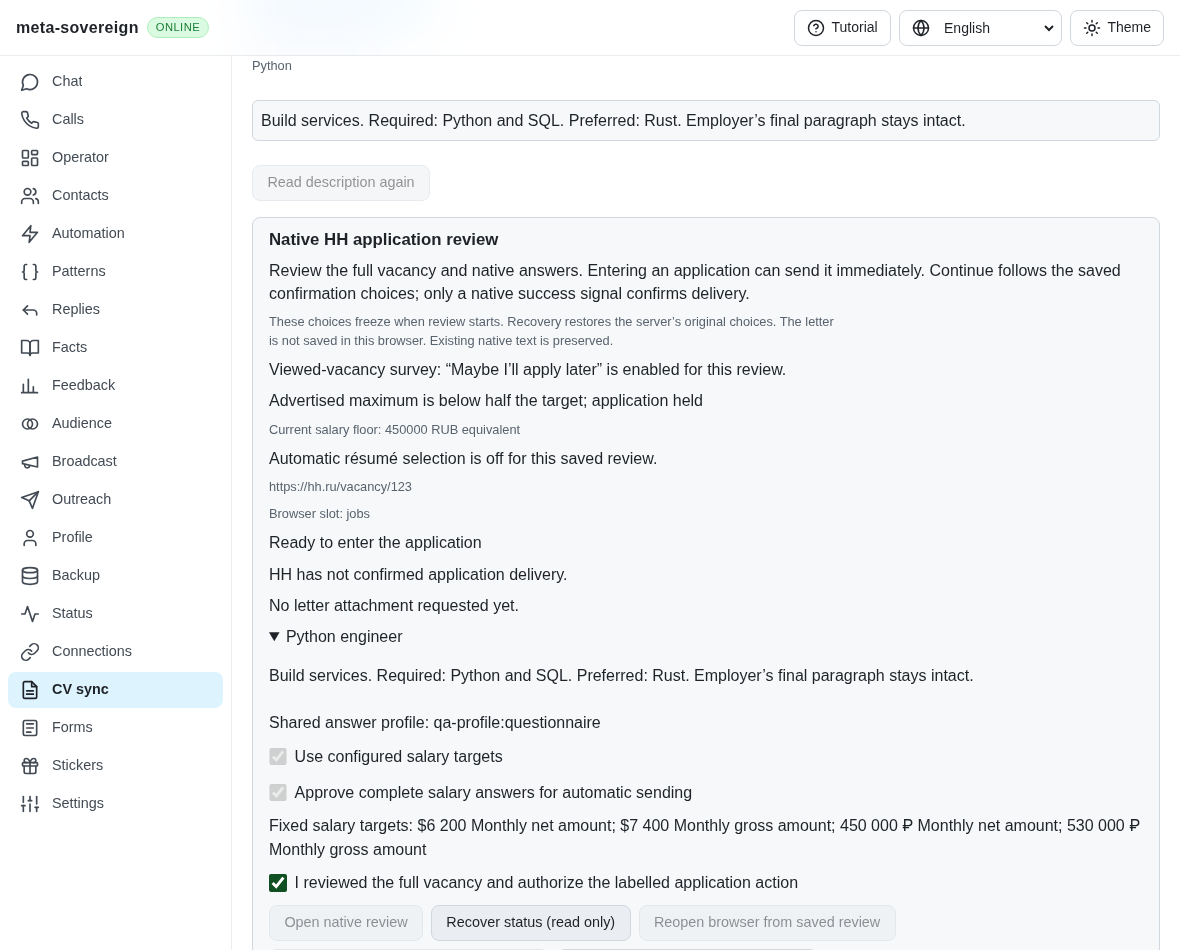 meta-sovereign ONLINE
Tutorial
English
Theme
Chat
Calls
Operator
Contacts
Automation
Patterns
Replies
Facts
Feedback
Audience
Broadcast
Outreach
Profile
Backup
Status
Connections
CV sync
Forms
Stickers
Settings
Python
Build services. Required: Python and SQL. Preferred: Rust. Employer’s final paragraph stays intact.
Read description again
Native HH application review
Review the full vacancy and native answers. Entering an application can send it immediately. Continue follows the saved
confirmation choices; only a native success signal confirms delivery.
These choices freeze when review starts. Recovery restores the server’s original choices. The letter
is not saved in this browser. Existing native text is preserved.
Viewed-vacancy survey: “Maybe I’ll apply later” is enabled for this review.
Advertised maximum is below half the target; application held
Current salary floor: 450000 RUB equivalent
Automatic résumé selection is off for this saved review.
https://hh.ru/vacancy/123
Browser slot: jobs
Ready to enter the application
HH has not confirmed application delivery.
No letter attachment requested yet.
Python engineer
Build services. Required: Python and SQL. Preferred: Rust. Employer’s final paragraph stays intact.
Shared answer profile: qa-profile:questionnaire
Use configured salary targets
Approve complete salary answers for automatic sending
Fixed salary targets: $6 200 Monthly net amount; $7 400 Monthly gross amount; 450 000 ₽ Monthly net amount; 530 000 ₽
Monthly gross amount
I reviewed the full vacancy and authorize the labelled application action
Open native review
Recover status (read only)
Reopen browser from saved review